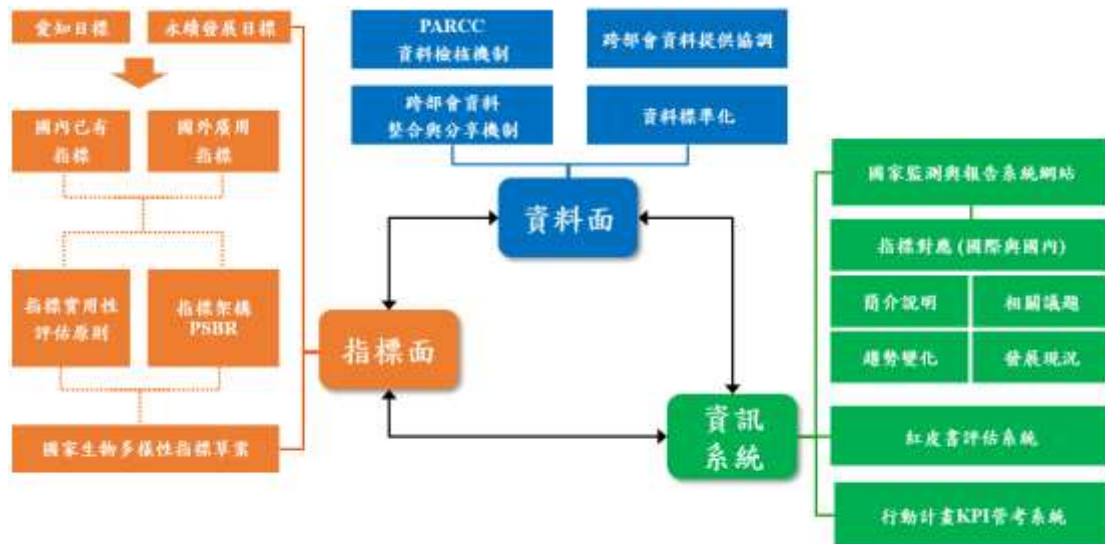 愛知目標
永續發展目標
國內已有
指標
國外慣用
指標
指標實用性
評估原則
指標架構
PSBR
國家生物多樣性指標草案
PARCC
資料檢核機制
跨部會資料提供協調
跨部會資料
整合與分享機制
資料標準化
資料面
指標面
資訊
系統
國家監測與報告系統網站
指標對應 (國際與國內)
簡介說明
相關議題
趨勢變化
發展現況
紅皮書評估系統
行動計畫KPI管考系統